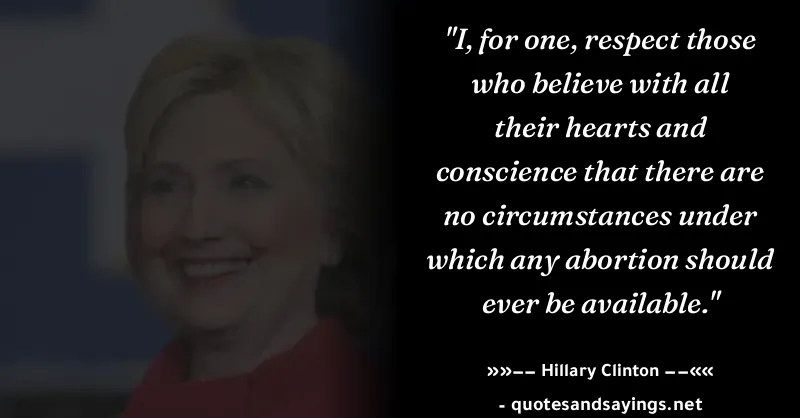 "I, for one, respect those
who believe with all
their hearts and
conscience that there are
no circumstances under
which any abortion should
ever be available."
»»–– Hillary Clinton ––««
- quotesandsayings.net